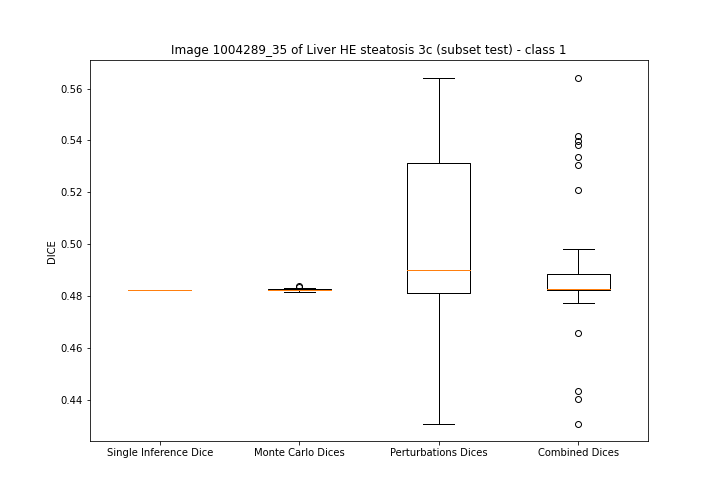 Image 1004289_35 of Liver HE steatosis 3c (subset test) - class 1
0.56
0.54
0.52
0.50
0.48
0.46
0.44
DICE
Single Inference Dice
Monte Carlo Dices
Perturbations Dices
Combined Dices